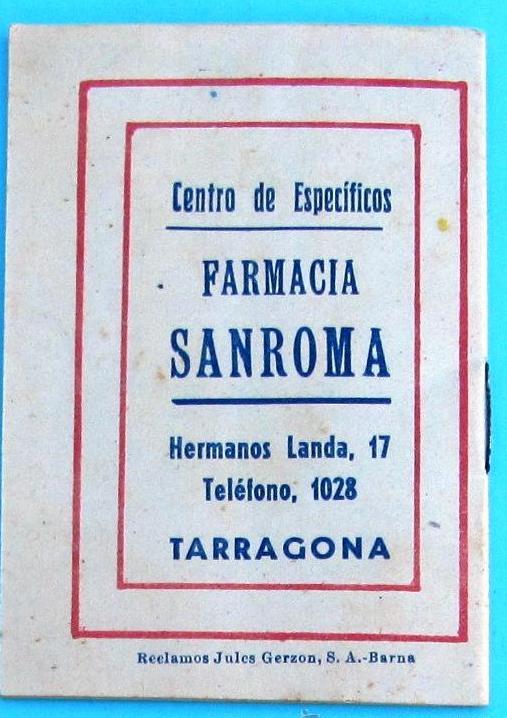 Centro de Específicos
FARMACIA
SANROMA
Hermanos Landa, 17
Teléfono, 1028
TARRAGONA
Reclamos Jules Gerzon, S. A.-Barna